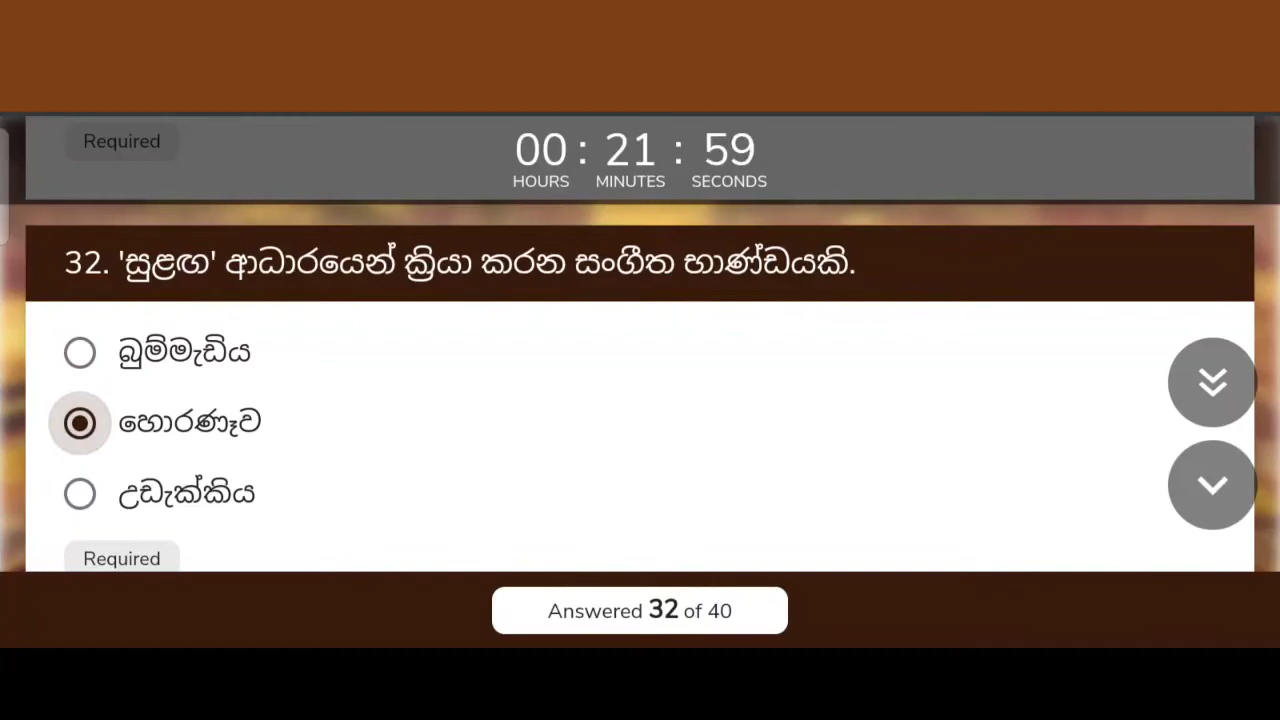 Required
00 : 21 : 59
HOURS MINUTES SECONDS
32. 'සුළඟ' ආධාරයෙන් ක්‍රියා කරන සංගීත භාණ්ඩයකි.
බුම්මැඩිය
හොරණෑව
උඩැක්කිය
Required
Answered 32 of 40